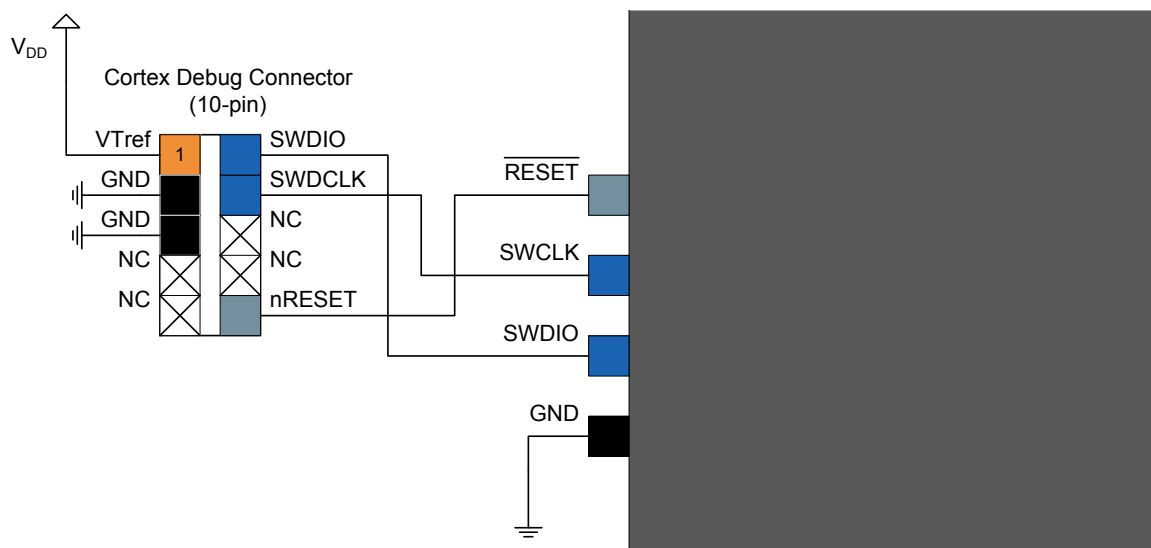 V_DD
Cortex Debug Connector
(10-pin)
VTref
1
SWDIO
GND
SWDCLK
GND
NC
NC
NC
NC
nRESET
RESET
SWCLK
SWDIO
GND